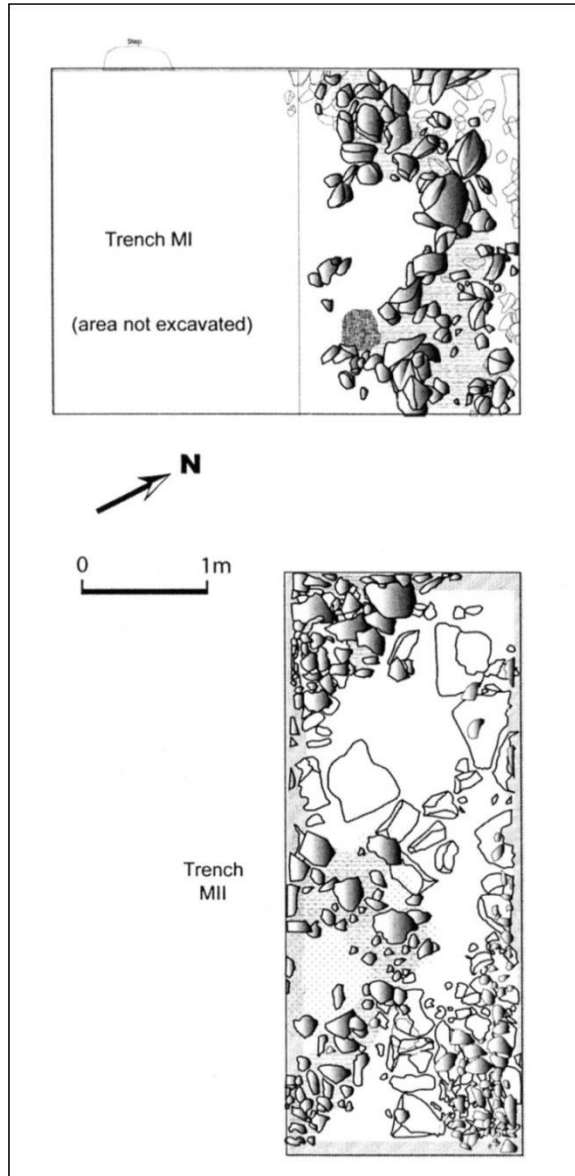 Step
Trench MI
(area not excavated)
N
0 1m
Trench
MII